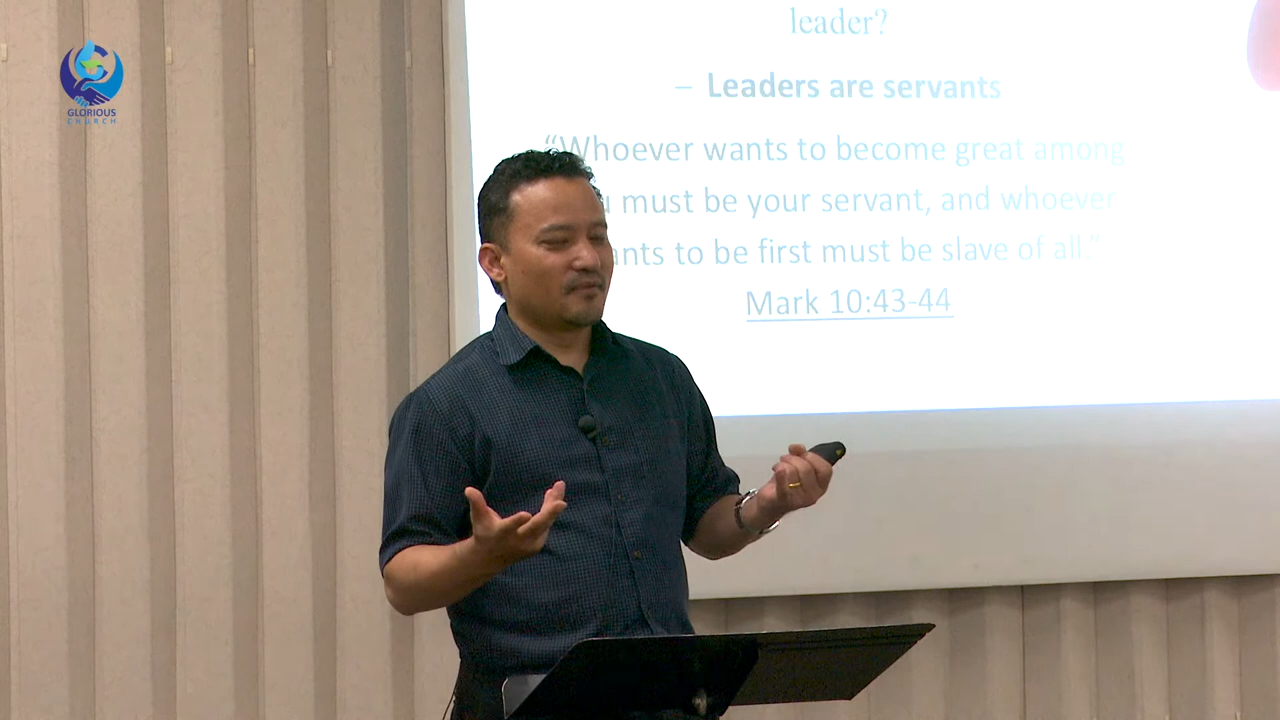 GLORIOUS
CHURCH
leader?
– Leaders are servants
“Whoever wants to become great among
must be your servant, and whoever
to be first must be slave of all.”
Mark 10:43-44